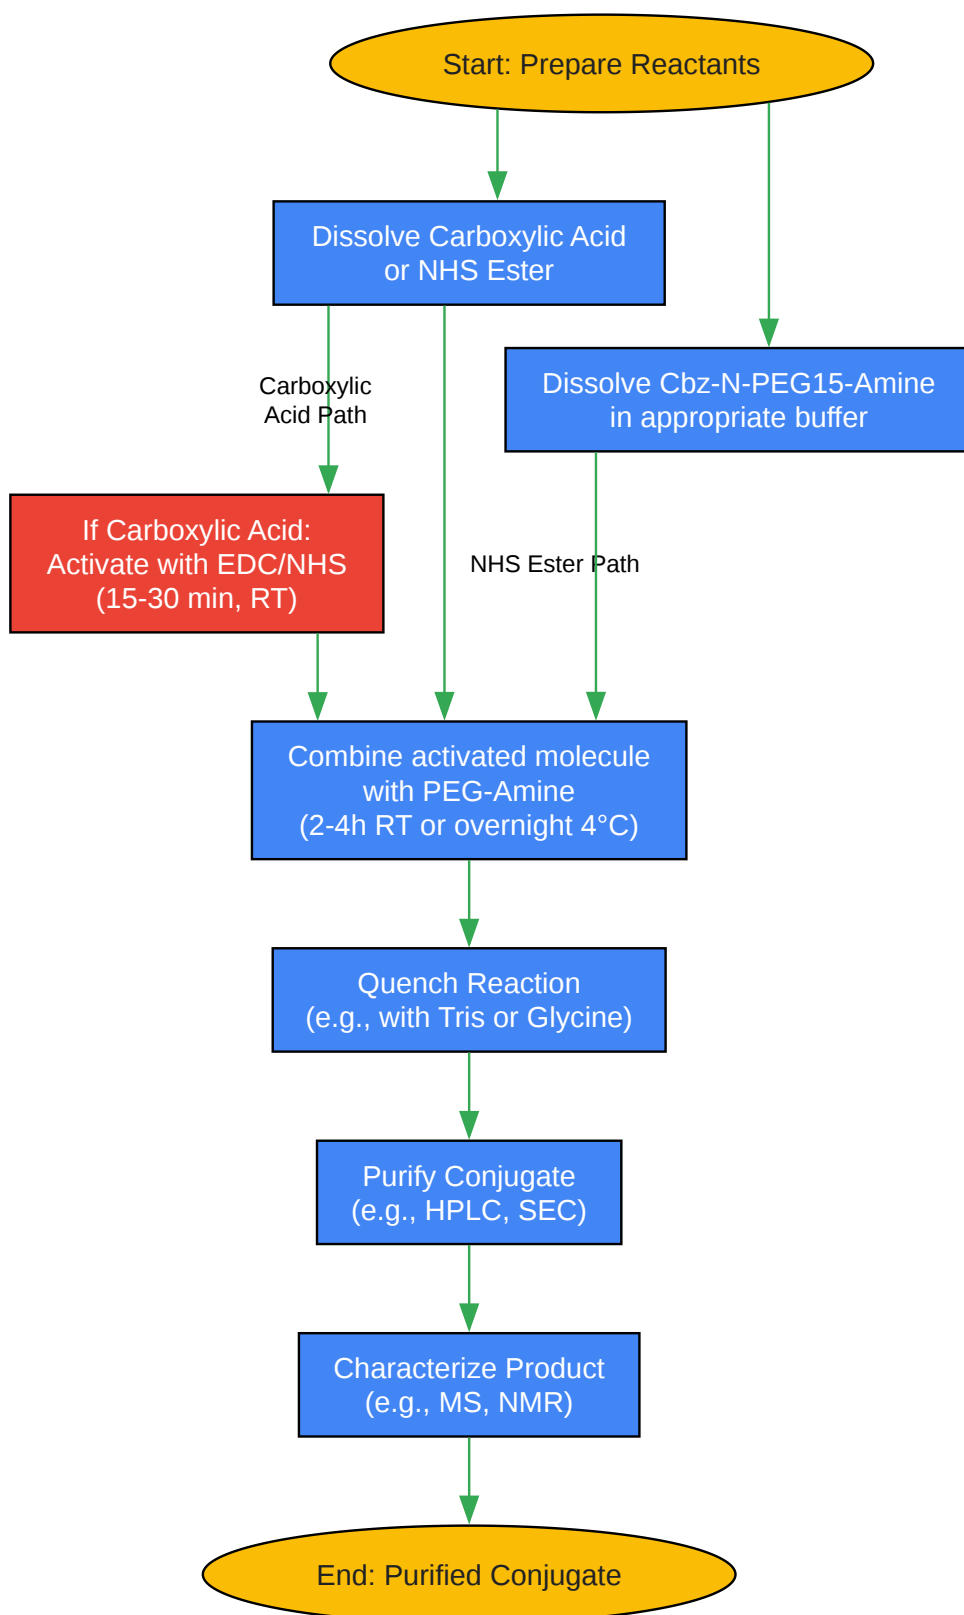 Start: Prepare Reactants
Dissolve Carboxylic Acid
or NHS Ester
Dissolve Cbz-N-PEG15-Amine
in appropriate buffer
Carboxylic
Acid Path
If Carboxylic Acid:
Activate with EDC/NHS
(15-30 min, RT)
NHS Ester Path
Combine activated molecule
with PEG-Amine
(2-4h RT or overnight 4°C)
Quench Reaction
(e.g., with Tris or Glycine)
Purify Conjugate
(e.g., HPLC, SEC)
Characterize Product
(e.g., MS, NMR)
End: Purified Conjugate